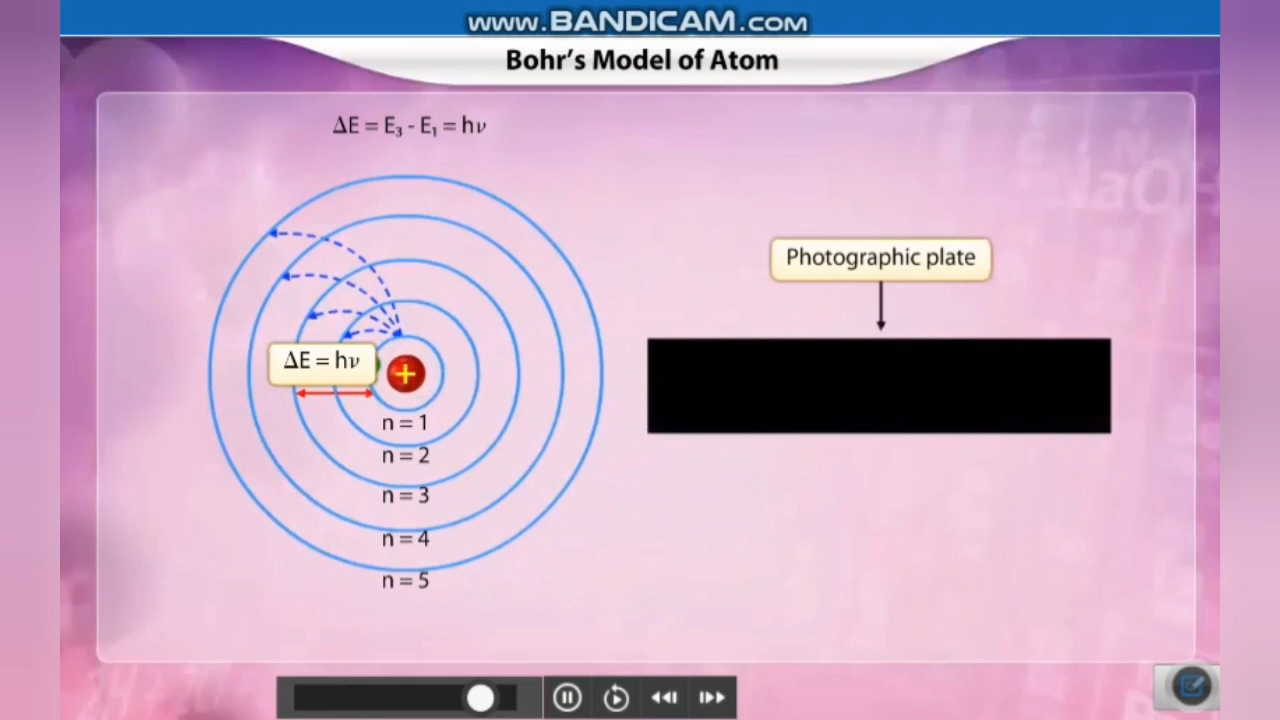 www.BANDICAM.com
Bohr's Model of Atom
ΔE = E₃ - E₁ = hν
Photographic plate
ΔE = hν
+
n = 1
n = 2
n = 3
n = 4
n = 5